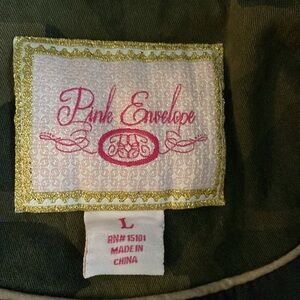 Pink Envelope
L
RN# 15101
MADE IN
CHINA